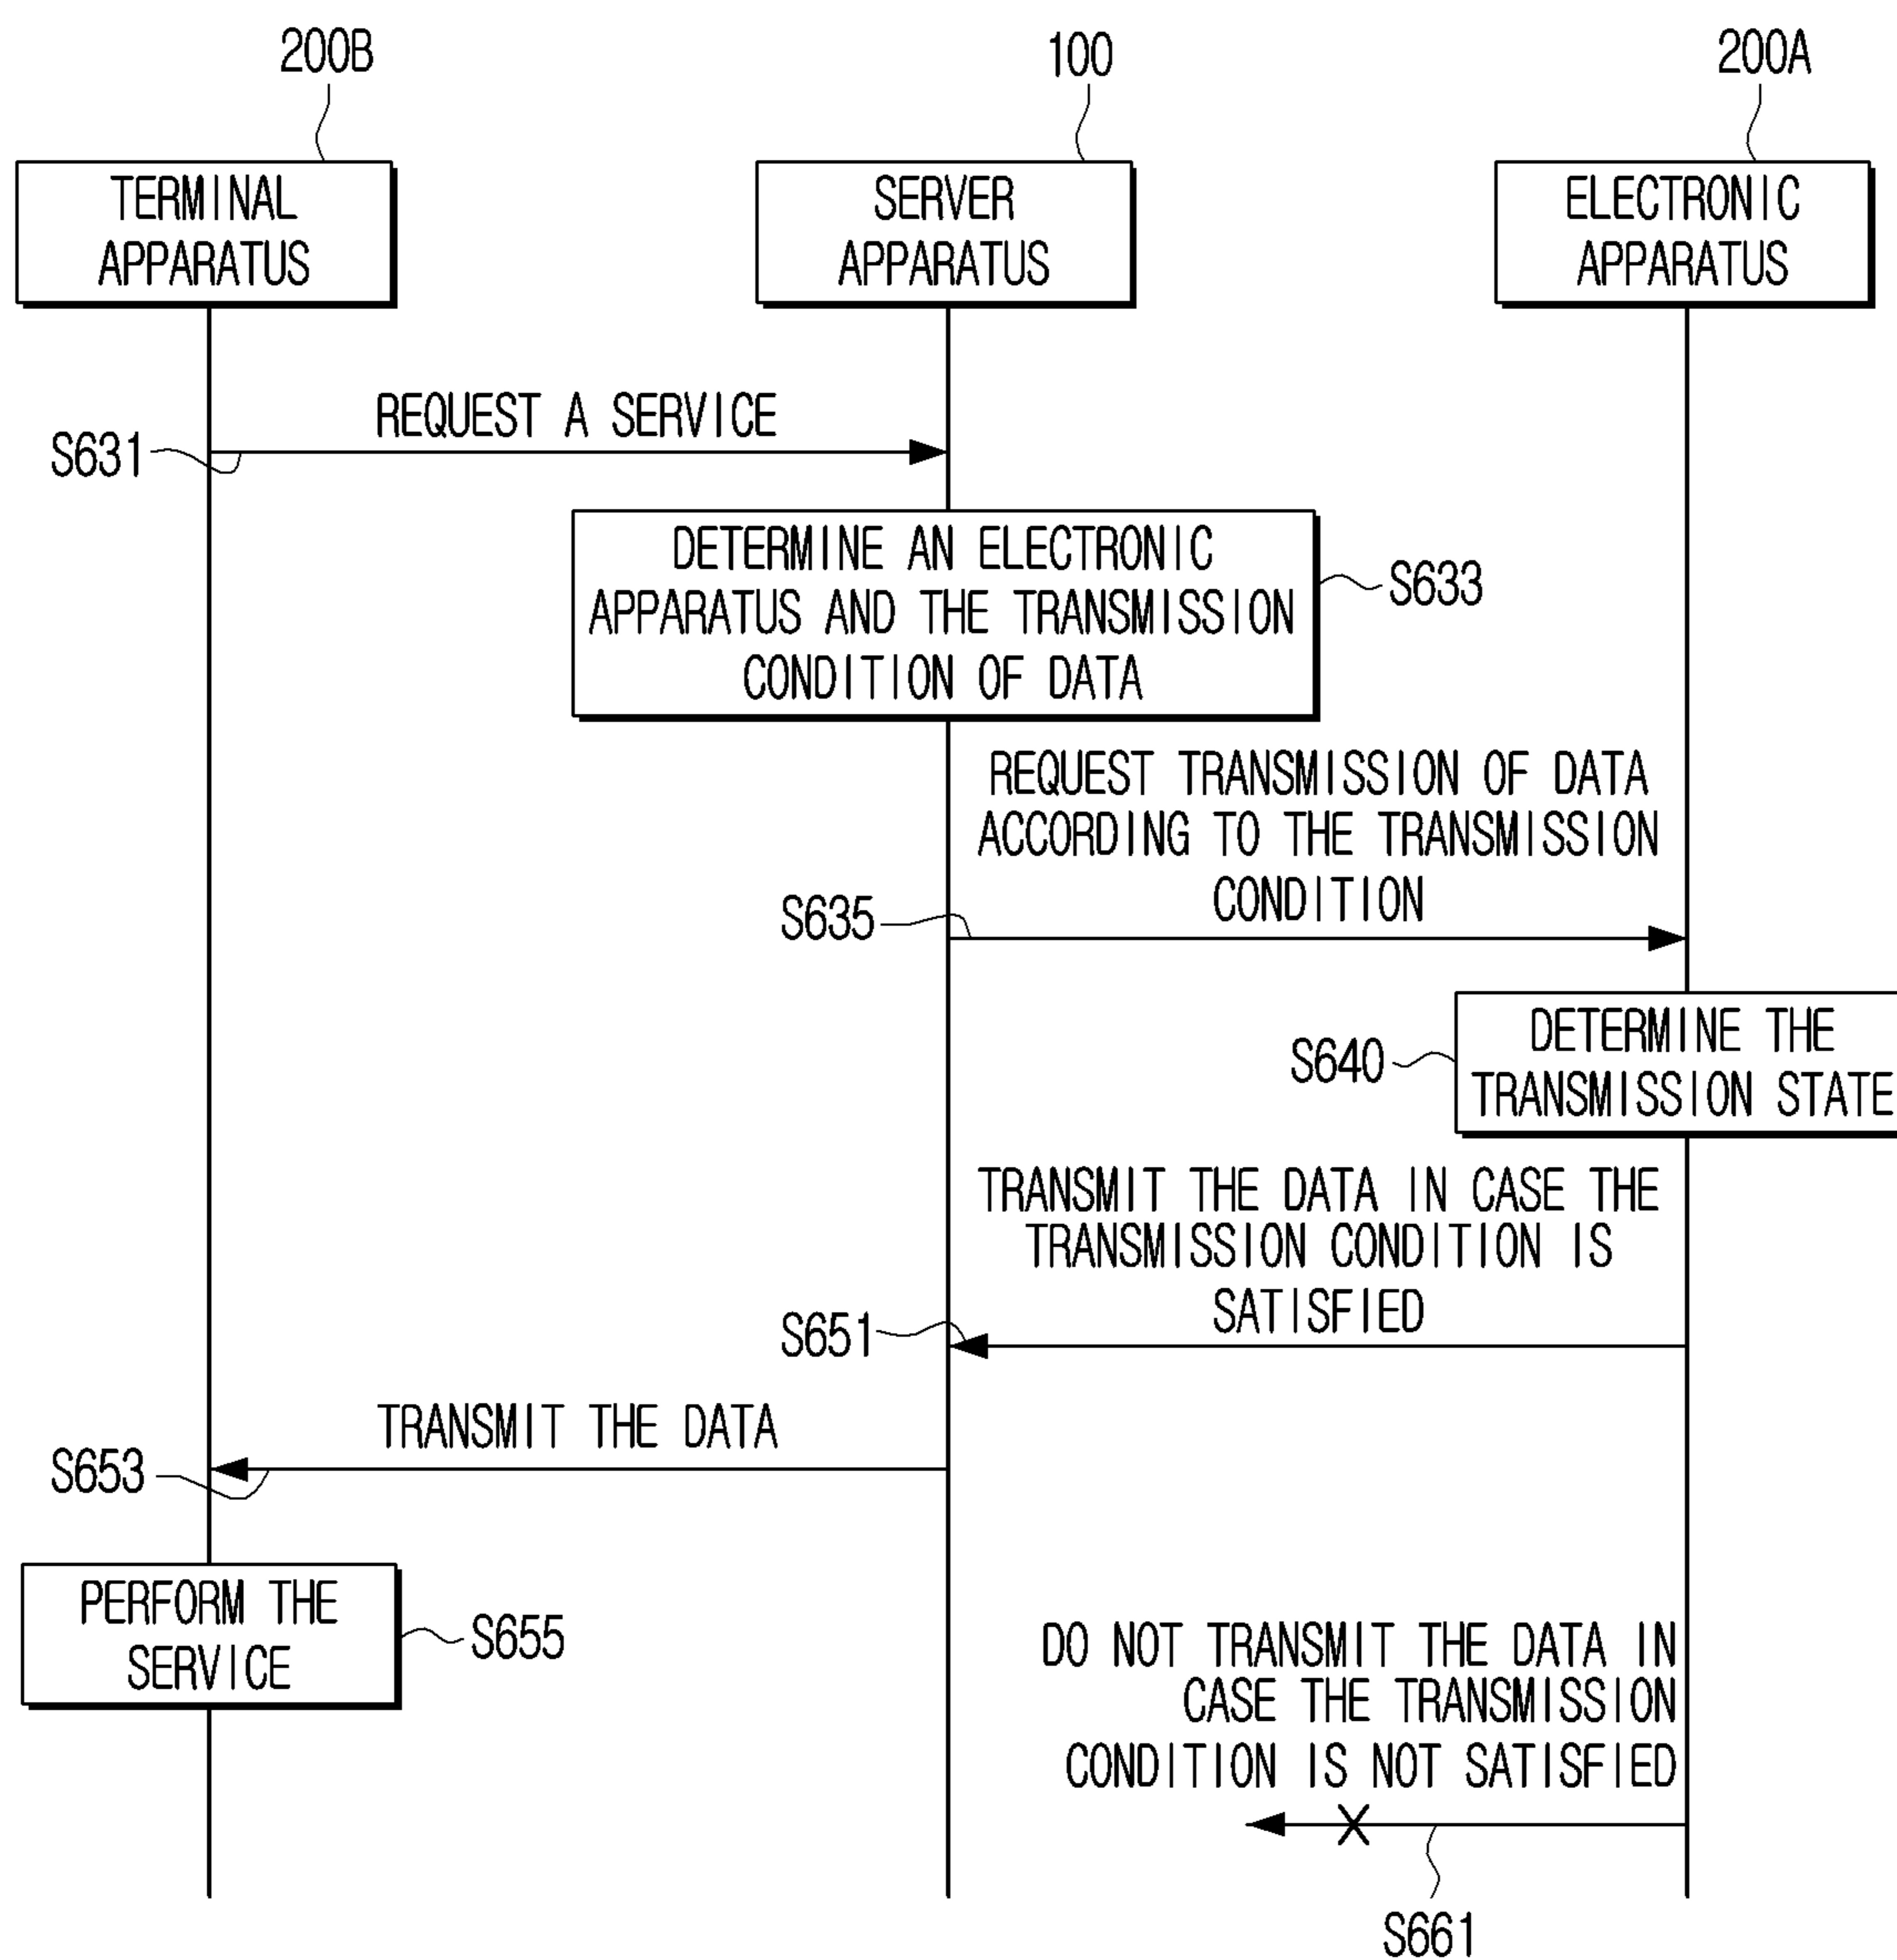 200B
100
200A
TERMINAL
APPARATUS
SERVER
APPARATUS
ELECTRONIC
APPARATUS
REQUEST A SERVICE
S631
DETERMINE AN ELECTRONIC
APPARATUS AND THE TRANSMISSION
CONDITION OF DATA
S633
REQUEST TRANSMISSION OF DATA
ACCORDING TO THE TRANSMISSION
CONDITION
S635
DETERMINE THE
TRANSMISSION STATE
S640
TRANSMIT THE DATA IN CASE THE
TRANSMISSION CONDITION IS
SATISFIED
S651
TRANSMIT THE DATA
S653
PERFORM THE
SERVICE
S655
DO NOT TRANSMIT THE DATA IN
CASE THE TRANSMISSION
CONDITION IS NOT SATISFIED
S661